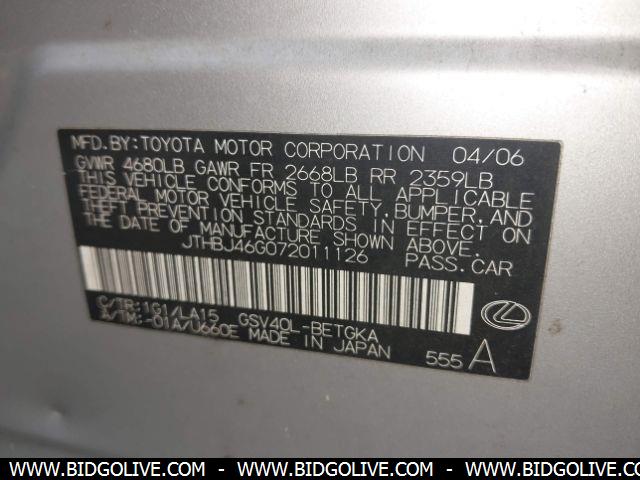 MFD.BY:TOYOTA MOTOR CORPORATION 04/06
GVWR 4680LB GAWR FR 2668LB RR 2359LB
THIS VEHICLE CONFORMS TO ALL APPLICABLE
FEDERAL MOTOR VEHICLE SAFETY,BUMPER,AND
THEFT PREVENTION STANDARDS IN EFFECT ON
THE DATE OF MANUFACTURE SHOWN ABOVE.
JTHBJ46G072011126 PASS.CAR
C/TR:1G1/LA15 GSV40L-BETGKA
A/TM:-01A/U660E MADE IN JAPAN 555 A
WWW.BIDGOLIVE.COM - WWW.BIDGOLIVE.COM - WWW.BIDGOLIVE.COM